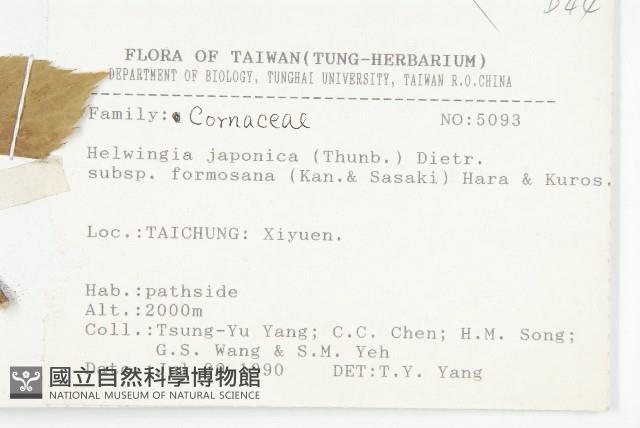 D44
FLORA OF TAIWAN(TUNG-HERBARIUM)
DEPARTMENT OF BIOLOGY, TUNGHAI UNIVERSITY, TAIWAN R.O.CHINA
Family: Cornaceae NO:5093
Helwingia japonica (Thunb.) Dietr.
subsp. formosana (Kan.& Sasaki) Hara & Kuros.
Loc.:TAICHUNG: Xiyuen.
Hab.:pathside
Alt.:2000m
Coll.:Tsung-Yu Yang; C.C. Chen; H.M. Song;
G.S. Wang & S.M. Yeh
1990 DET:T.Y. Yang
國立自然科學博物館
NATIONAL MUSEUM OF NATURAL SCIENCE